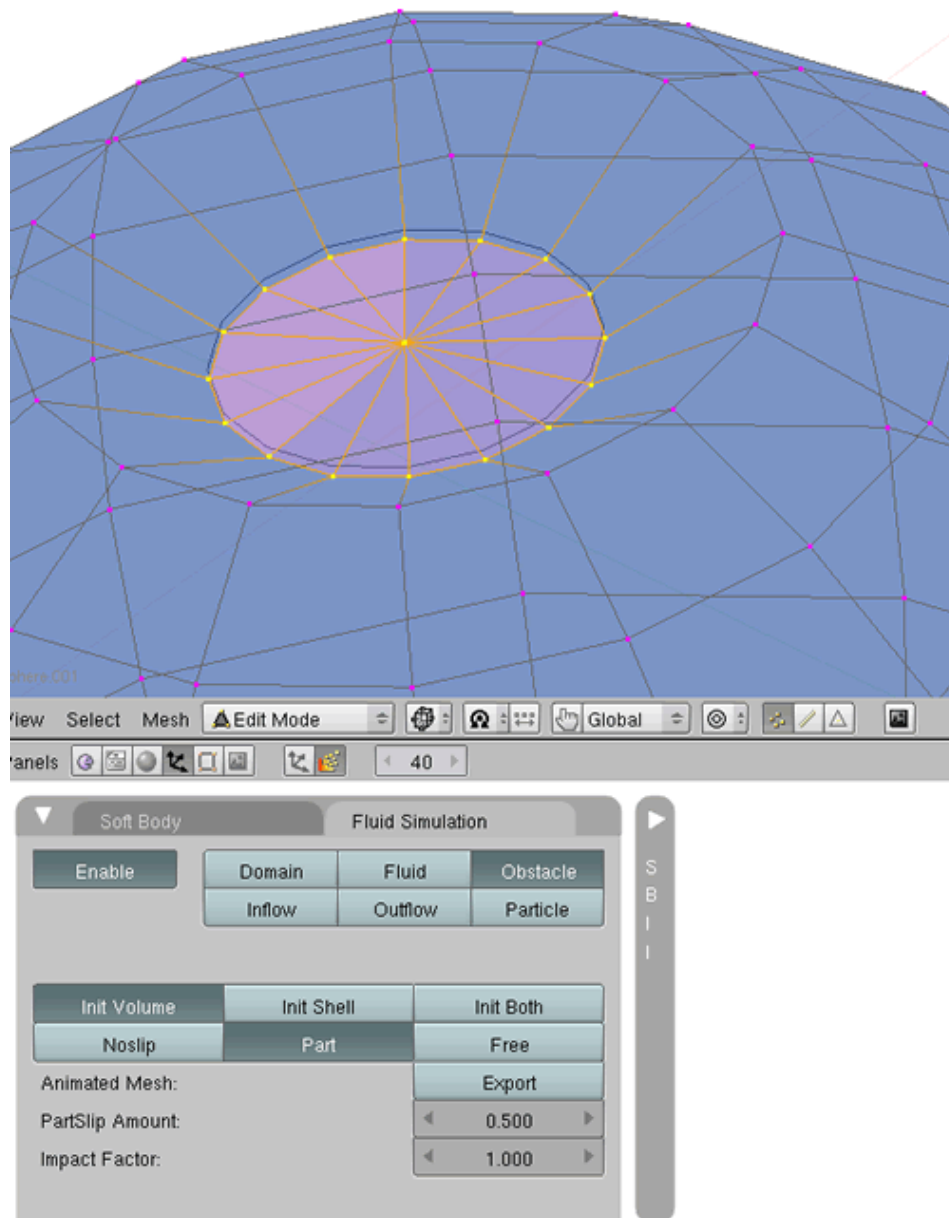 phere.001
iew Select Mesh Edit Mode Global
anels 40
Soft Body Fluid Simulation
Enable Domain Fluid Obstacle
Inflow Outflow Particle
S
B
I
I
Init Volume Init Shell Init Both
Noslip Part Free
Animated Mesh: Export
PartSlip Amount: 0.500
Impact Factor: 1.000